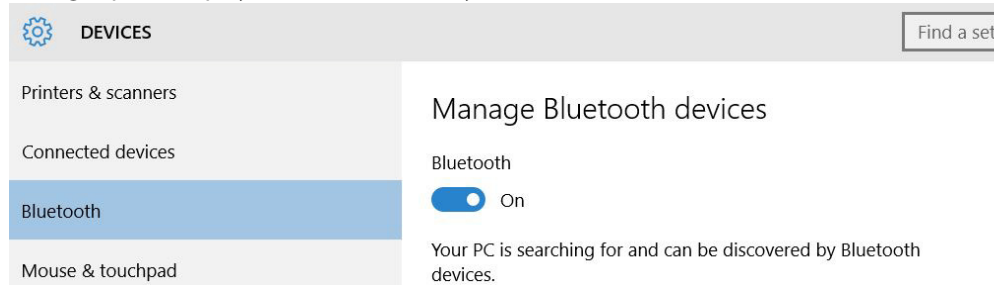 DEVICES
Find a set
Printers & scanners
Connected devices
Bluetooth
Mouse & touchpad
Manage Bluetooth devices
Bluetooth
On
Your PC is searching for and can be discovered by Bluetooth
devices.